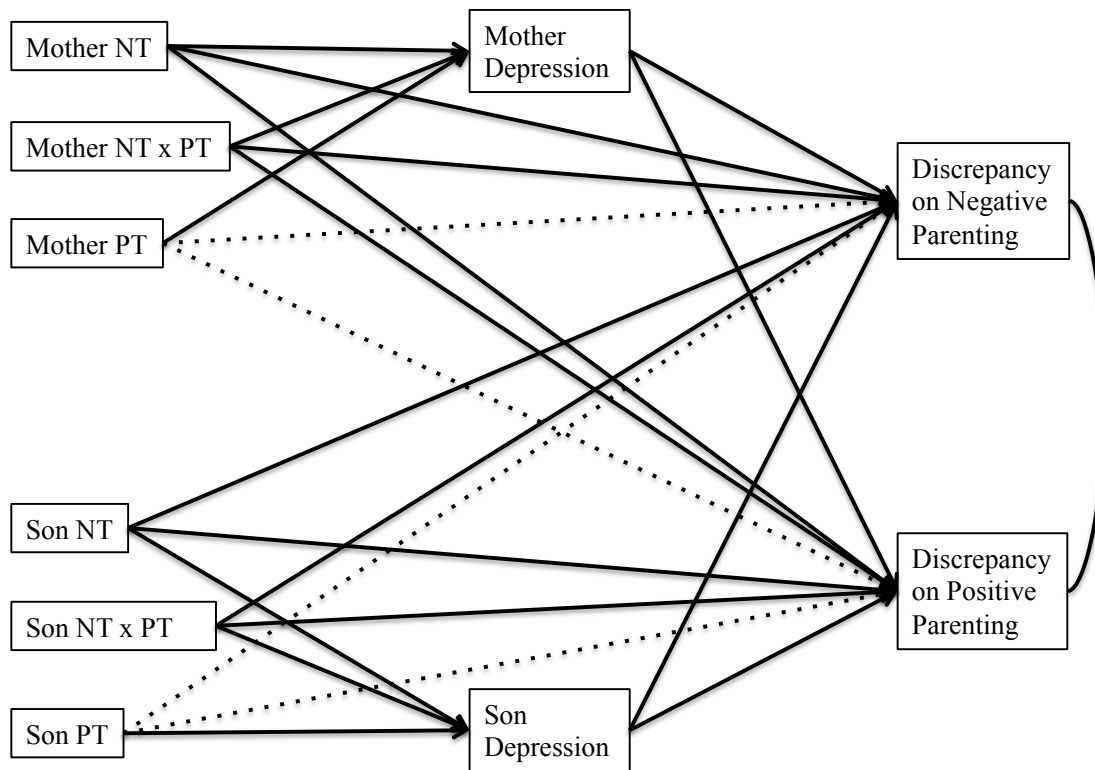 Mother NT
Mother
Depression
Mother NT x PT
Discrepancy
on Negative
Parenting
Mother PT
Son NT
Discrepancy
on Positive
Parenting
Son NT x PT
Son PT
Son
Depression